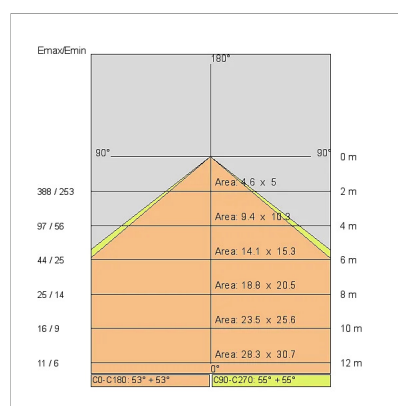 Emax/Emin
180°
90° 90° 0 m
Area: 4.6 x 5
388 / 253 2 m
Area: 9.4 x 10.3
97 / 56 4 m
Area: 14.1 x 15.3
44 / 25 6 m
Area: 18.8 x 20.5
25 / 14 8 m
Area: 23.5 x 25.6
16 / 9 10 m
Area: 28.3 x 30.7
11 / 6 12 m
0°
C0-C180: 53° + 53° C90-C270: 55° + 55°